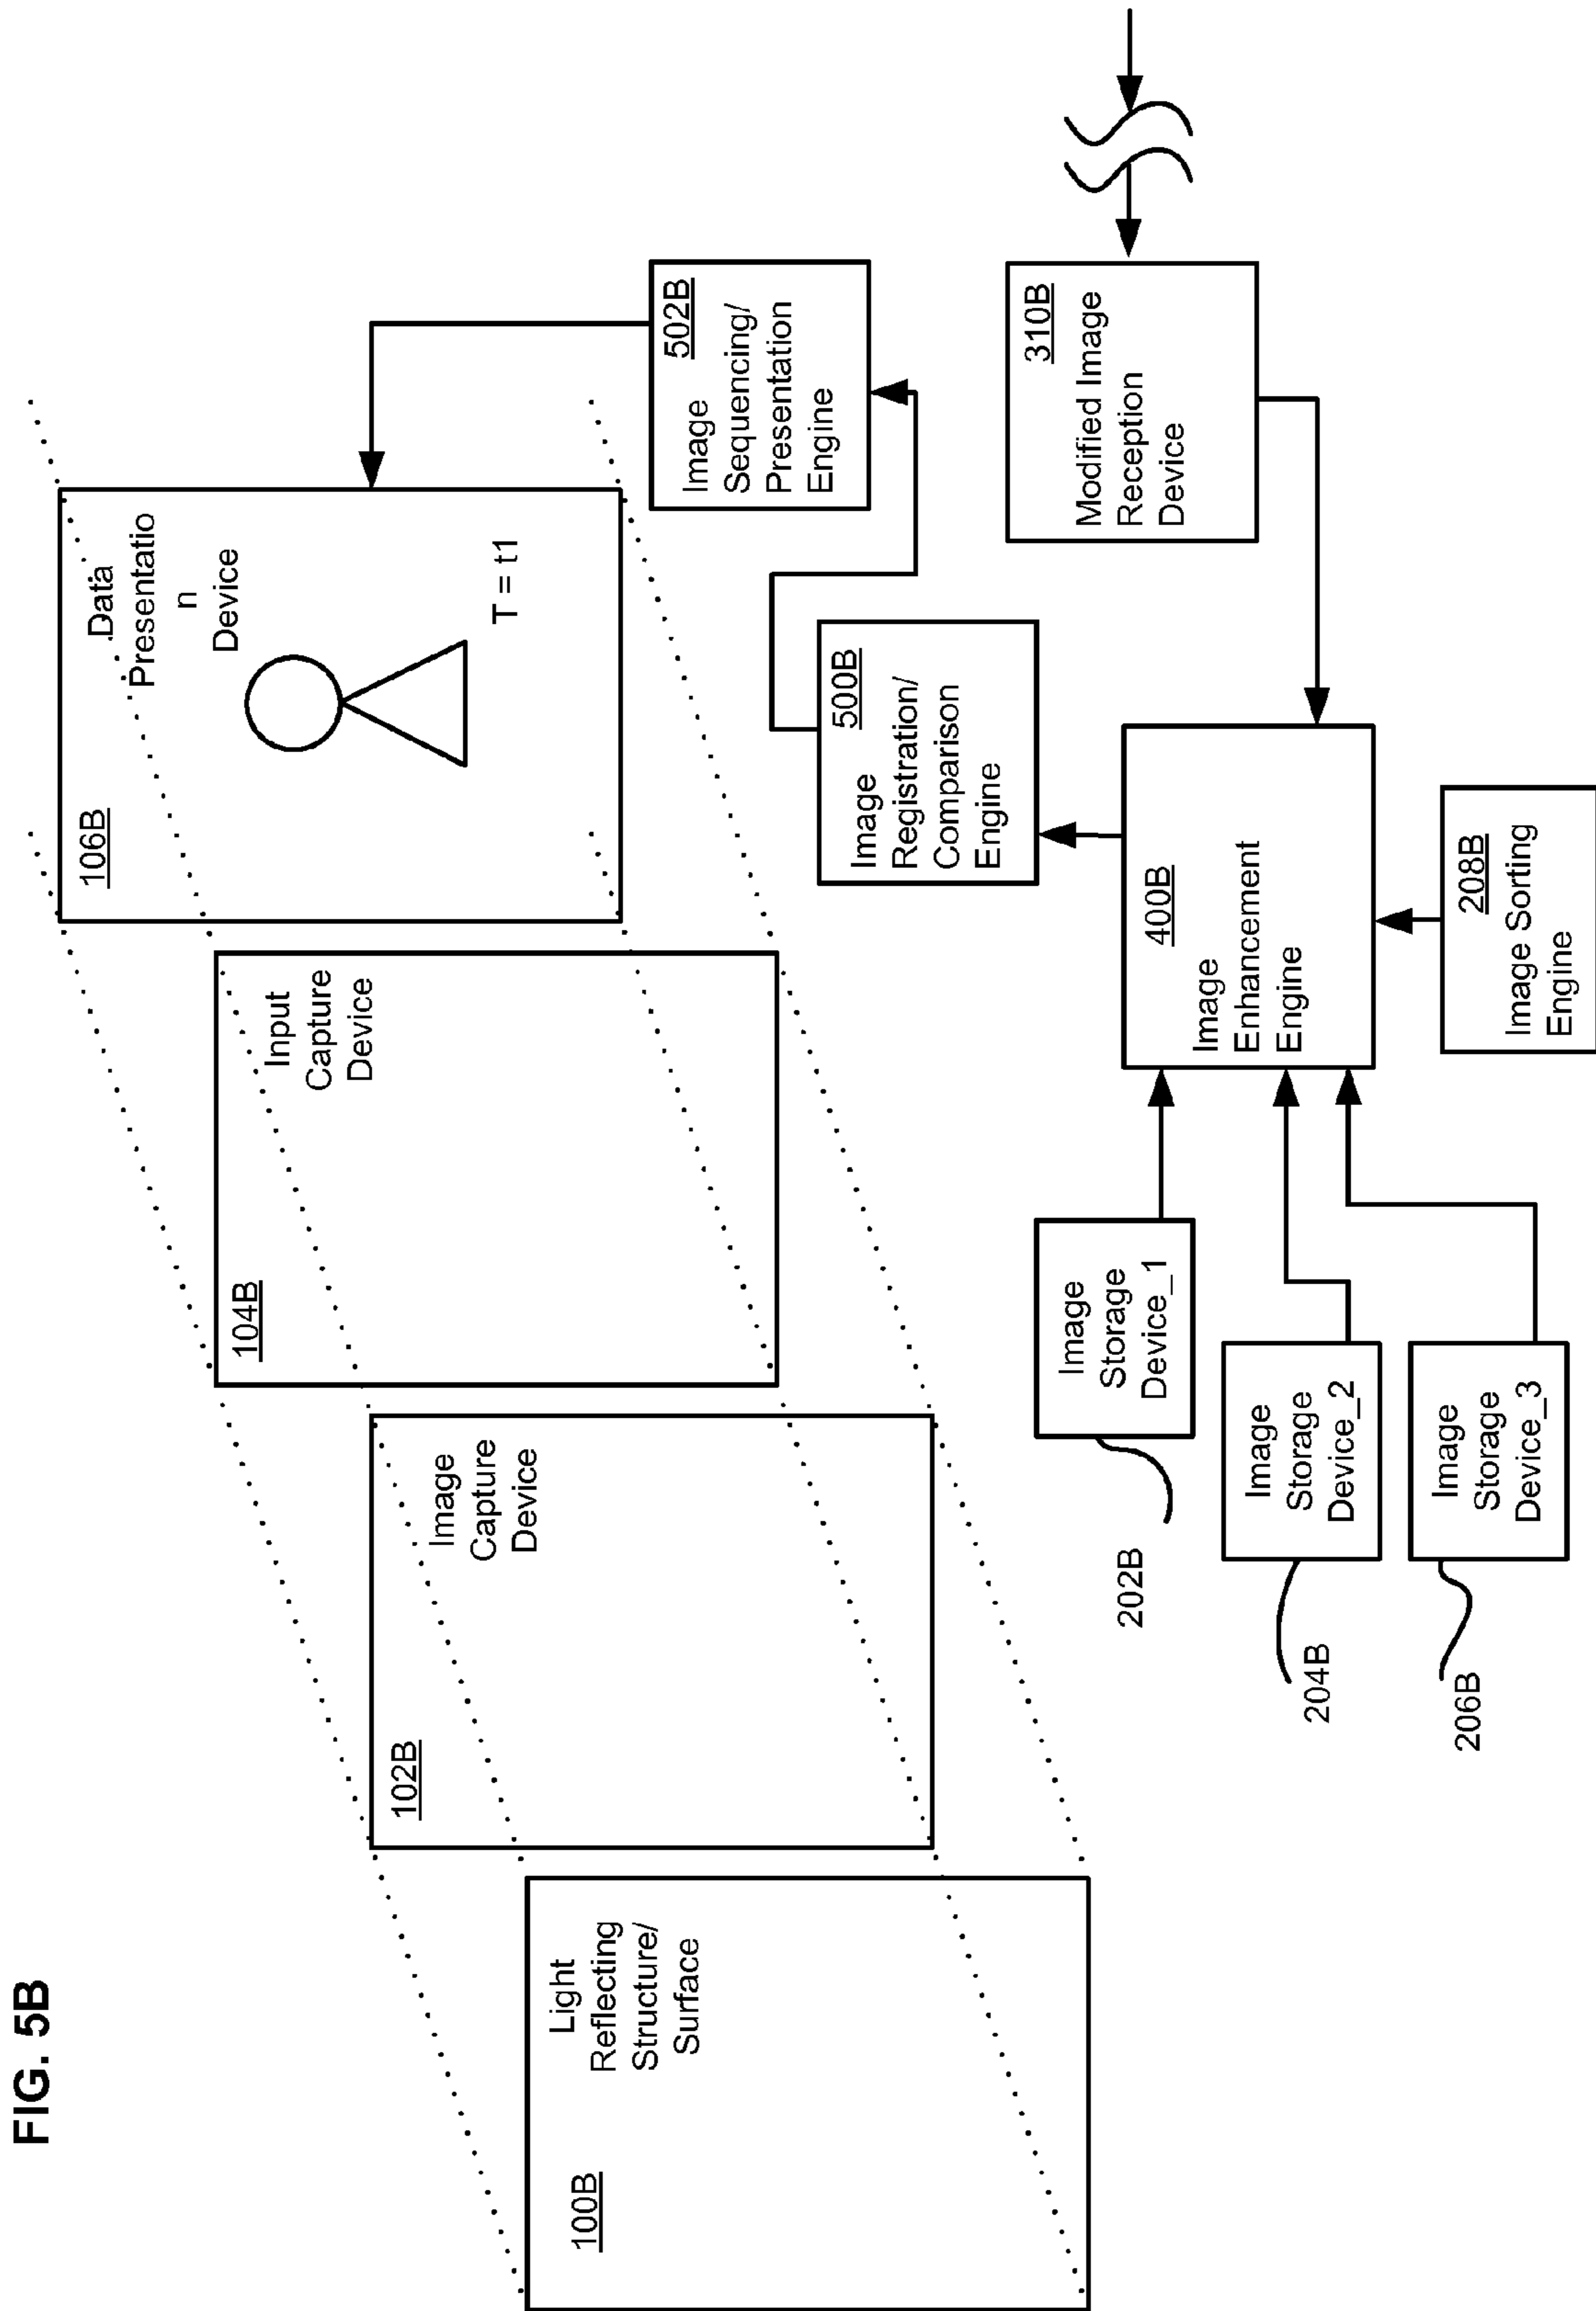 FIG. 5B
100B
Light
Reflecting
Structure/
Surface
102B
Image
Capture
Device
104B
Input
Capture
Device
106B
Data
Presentatio
n
Device
T = t1
502B
Image
Sequencing/
Presentation
Engine
500B
Image
Registration/
Comparison
Engine
310B
Modified Image
Reception
Device
400B
Image
Enhancement
Engine
208B
Image Sorting
Engine
Image
Storage
Device_1
202B
Image
Storage
Device_2
204B
Image
Storage
Device_3
206B